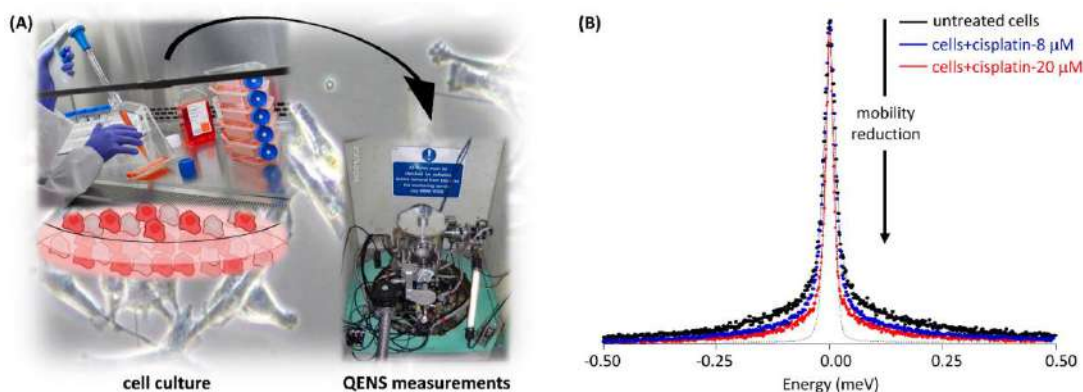 (A)
cell culture
QENS measurements
(B)
untreated cells
cells+cisplatin-8 μM
cells+cisplatin-20 μM
mobility
reduction
-0.50 -0.25 0.00 0.25 0.50
Energy (meV)